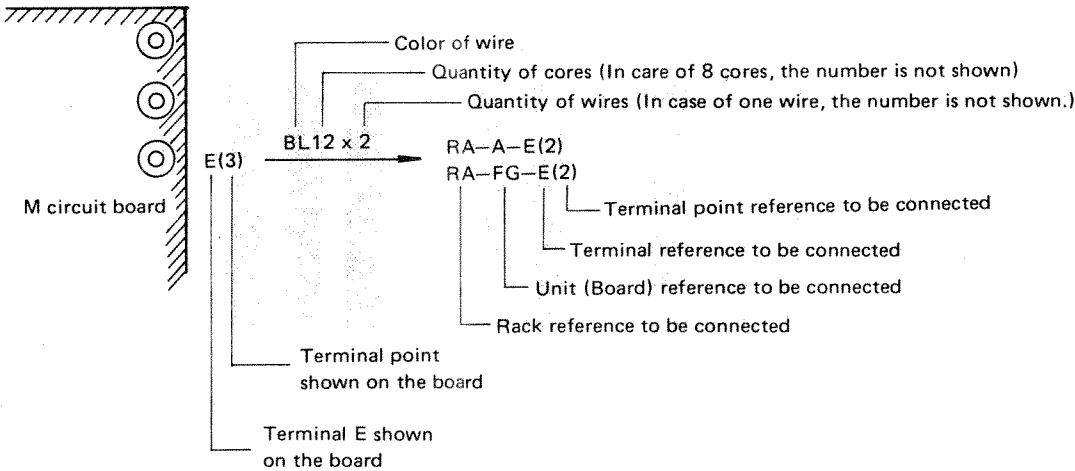 Color of wire
Quantity of cores (In care of 8 cores, the number is not shown)
Quantity of wires (In case of one wire, the number is not shown.)
BL12 x 2
E(3)
RA–A–E(2)
RA–FG–E(2)
M circuit board
Terminal point reference to be connected
Terminal reference to be connected
Unit (Board) reference to be connected
Rack reference to be connected
Terminal point
shown on the board
Terminal E shown
on the board